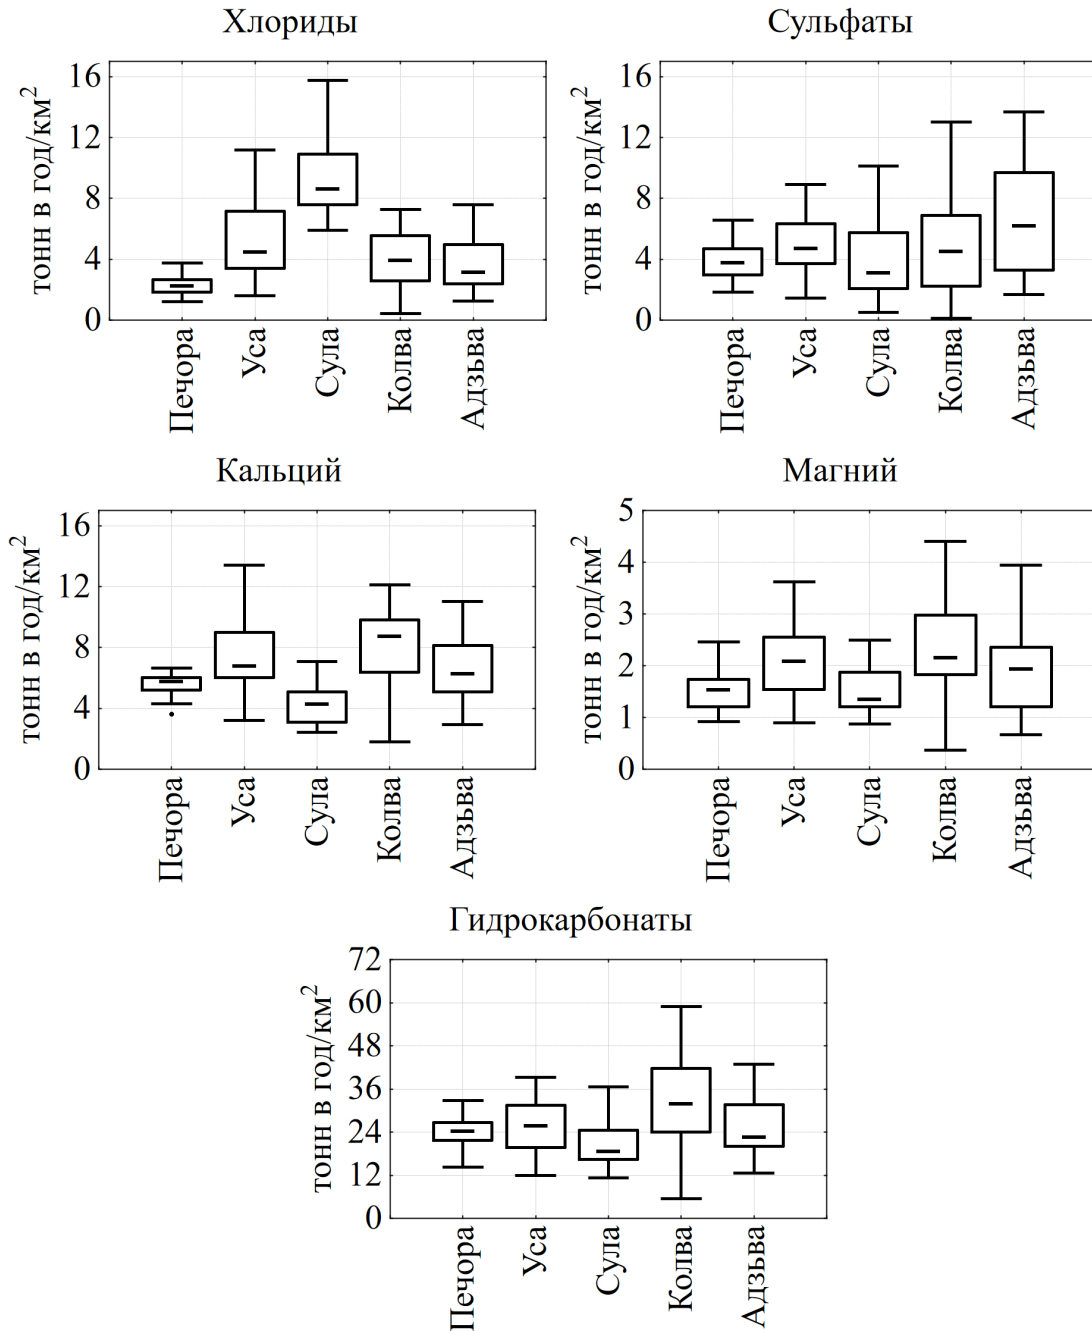 Хлориды
тонн в год/км²
16
12
8
4
0
Печора
Уса
Сула
Колва
Адзьва
Сульфаты
тонн в год/км²
16
12
8
4
0
Печора
Уса
Сула
Колва
Адзьва
Кальций
тонн в год/км²
16
12
8
4
0
Печора
Уса
Сула
Колва
Адзьва
Магний
тонн в год/км²
5
4
3
2
1
0
Печора
Уса
Сула
Колва
Адзьва
Гидрокарбонаты
тонн в год/км²
72
60
48
36
24
12
0
Печора
Уса
Сула
Колва
Адзьва